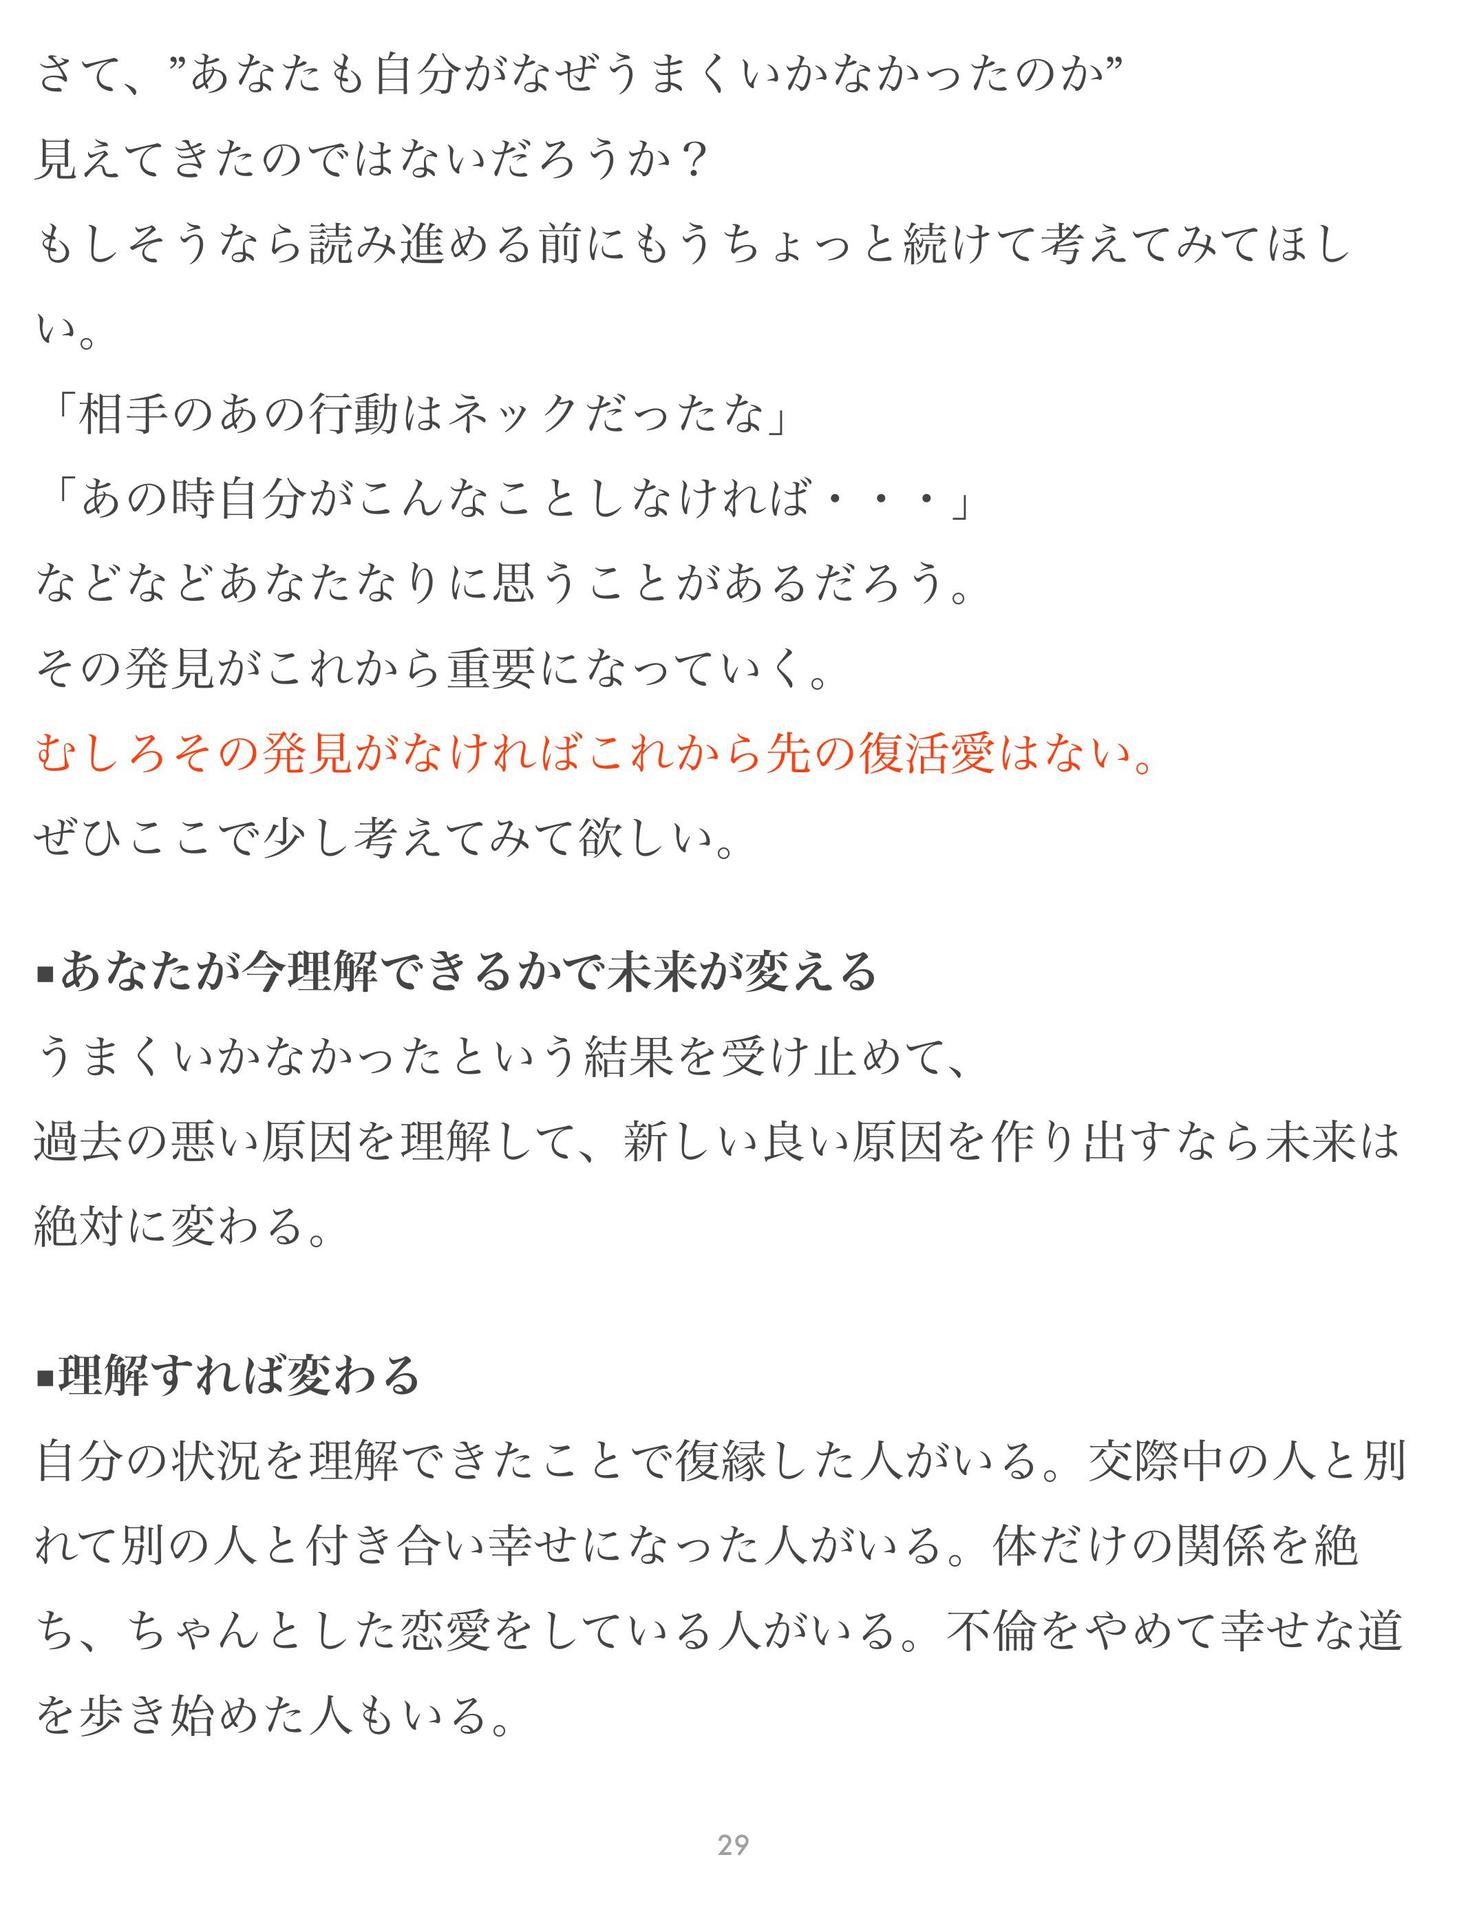 さて、”あなたも自分がなぜうまくいかなかったのか”
見えてきたのではないだろうか？
もしそうなら読み進める前にもうちょっと続けて考えてみてほし
い。
「相手のあの行動はネックだったな」
「あの時自分がこんなことしなければ・・・」
などなどあなたなりに思うことがあるだろう。
その発見がこれから重要になっていく。
むしろその発見がなければこれから先の復活愛はない。
ぜひここで少し考えてみて欲しい。
▪あなたが今理解できるかで未来が変える
うまくいかなかったという結果を受け止めて、
過去の悪い原因を理解して、新しい良い原因を作り出すなら未来は
絶対に変わる。
▪理解すれば変わる
自分の状況を理解できたことで復縁した人がいる。交際中の人と別
れて別の人と付き合い幸せになった人がいる。体だけの関係を絶
ち、ちゃんとした恋愛をしている人がいる。不倫をやめて幸せな道
を歩き始めた人もいる。
29